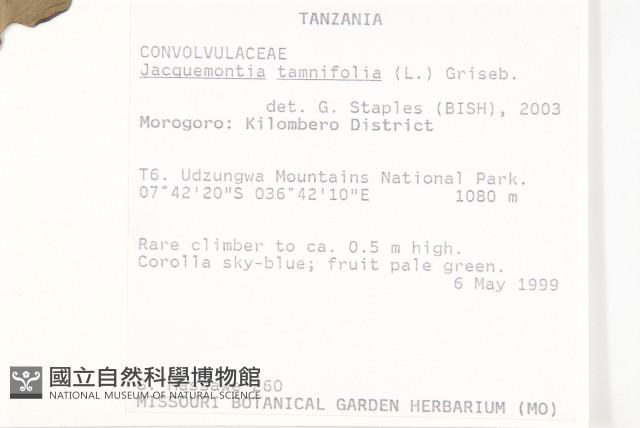 TANZANIA
CONVOLVULACEAE
Jacquemontia tamnifolia (L.) Griseb.
det. G. Staples (BISH), 2003
Morogoro: Kilombero District
T6. Udzungwa Mountains National Park.
07°42'20"S 036°42'10"E 1080 m
Rare climber to ca. 0.5 m high.
Corolla sky-blue; fruit pale green.
6 May 1999
國立自然科學博物館
NATIONAL MUSEUM OF NATURAL SCIENCE
MISSOURI BOTANICAL GARDEN HERBARIUM (MO)